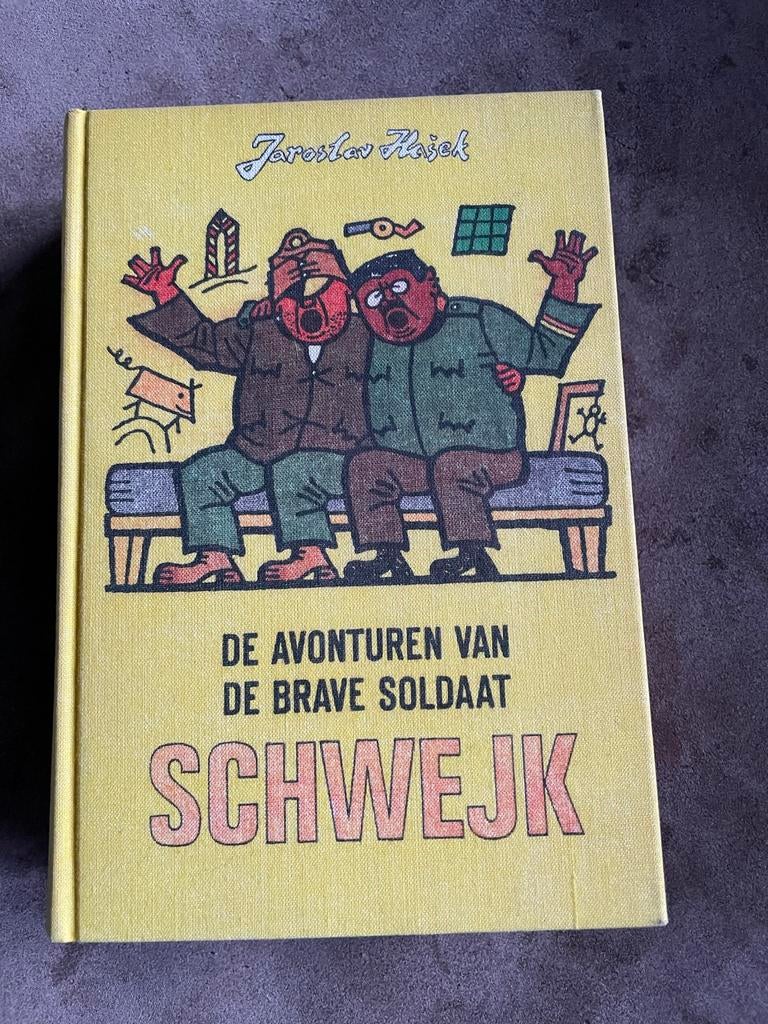 Jaroslav Hašek
DE AVONTUREN VAN
DE BRAVE SOLDAAT
SCHWEJK